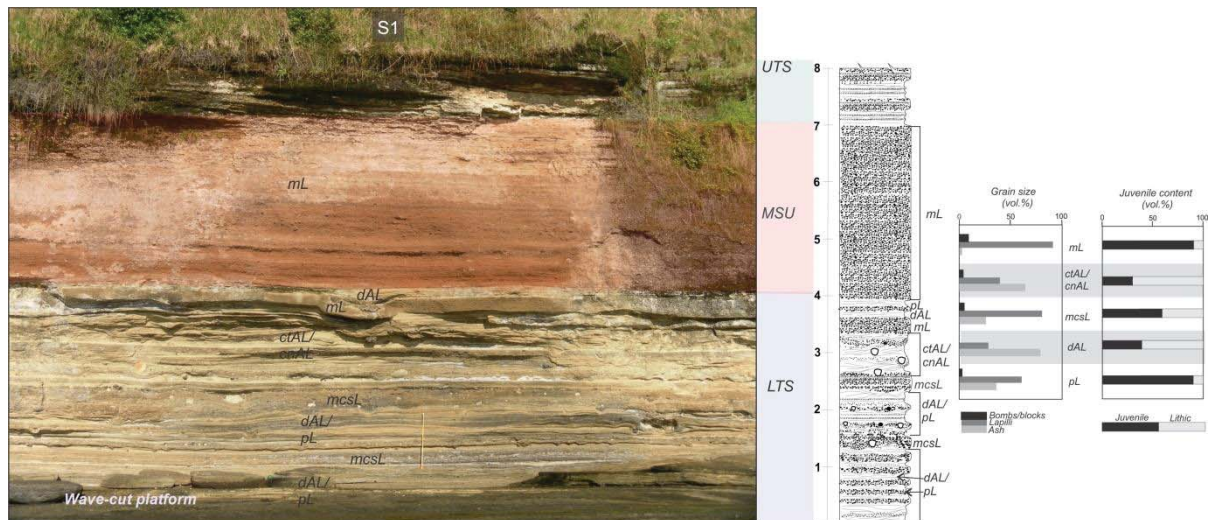 S1
mL
dAL
mL
ctAL/
cnAL
mcsL
dAL/
pL
mcsL
dAL/
pL
Wave-cut platform
UTS
MSU
LTS
8
7
6
5
4
3
2
1
mL
pL
dAL
mL
ctAL/
cnAL
mcsL
dAL/
pL
mcsL
dAL/
pL
Grain size
(vol.%)
0 50 100
Juvenile content
(vol.%)
0 50 100
mL
ctAL/
cnAL
mcsL
dAL
pL
Bombs/blocks
Lapilli
Ash
Juvenile Lithic